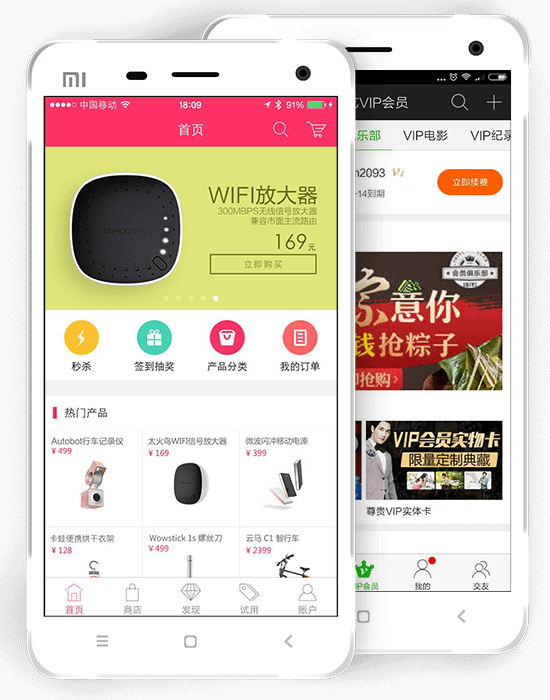 MI
中国移动
18:09
91%
首页
WIFI放大器
300MBPS无线信号放大器
兼容市面主流路由
169元
立即购买
秒杀
签到抽奖
产品分类
我的订单
热门产品
Autobot行车记录仪
¥ 499
太火鸟WIFI信号放大器
¥ 169
微波闪冲移动电源
¥ 399
卡蛙便携烘干衣架
¥ 128
Wowstick 1s 螺丝刀
¥ 499
云马 C1 智行车
¥ 2399
首页
商店
发现
试用
账户
VIP会员
乐部
VIP电影
VIP纪录
2093
-14到期
立即续费
会员俱乐部
家意你
钱抢粽子
抢购>
VIP会员实物卡
限量定制典藏
尊贵VIP实体卡
VIP会员
我的
交友